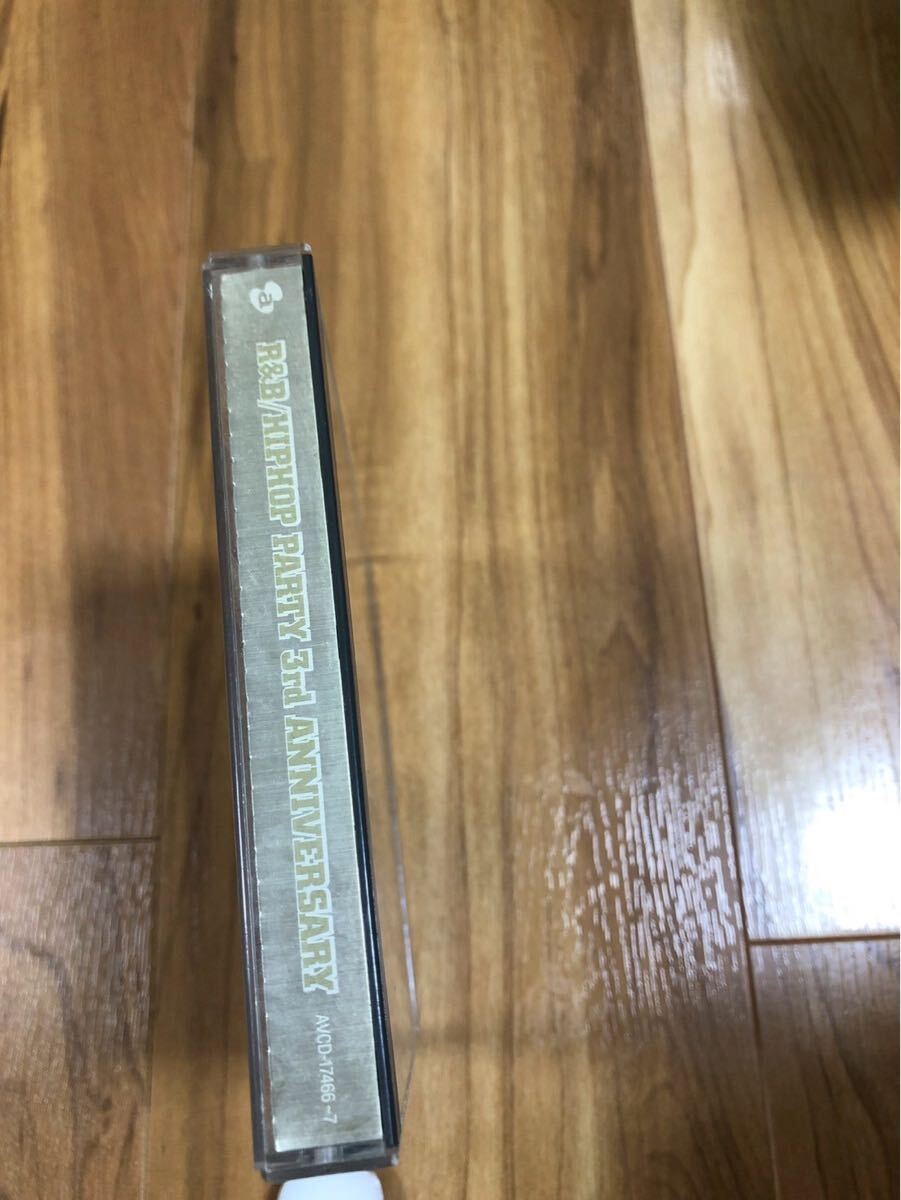 a
R&B/HIPHOP PARTY 3rd ANNIVERSARY
AVCD-17466~7